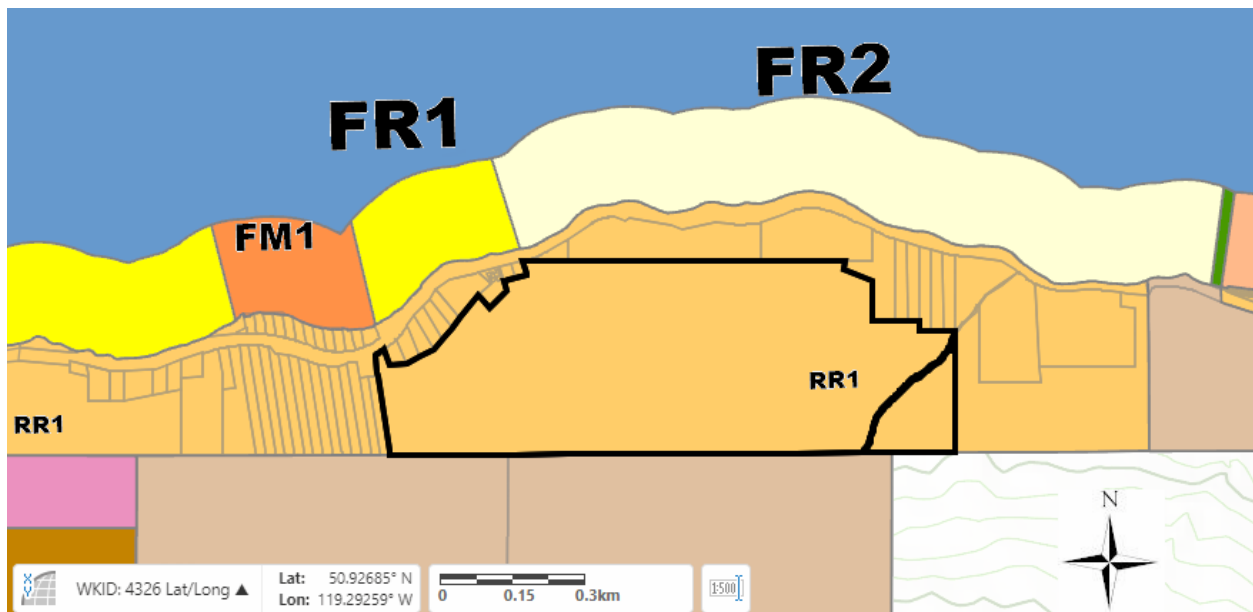 FR2
FR1
FM1
RR1
RR1
N
X
Y
WKID: 4326 Lat/Long ▲
Lat: 50.92685° N
Lon: 119.29259° W
0 0.15 0.3km
1:500